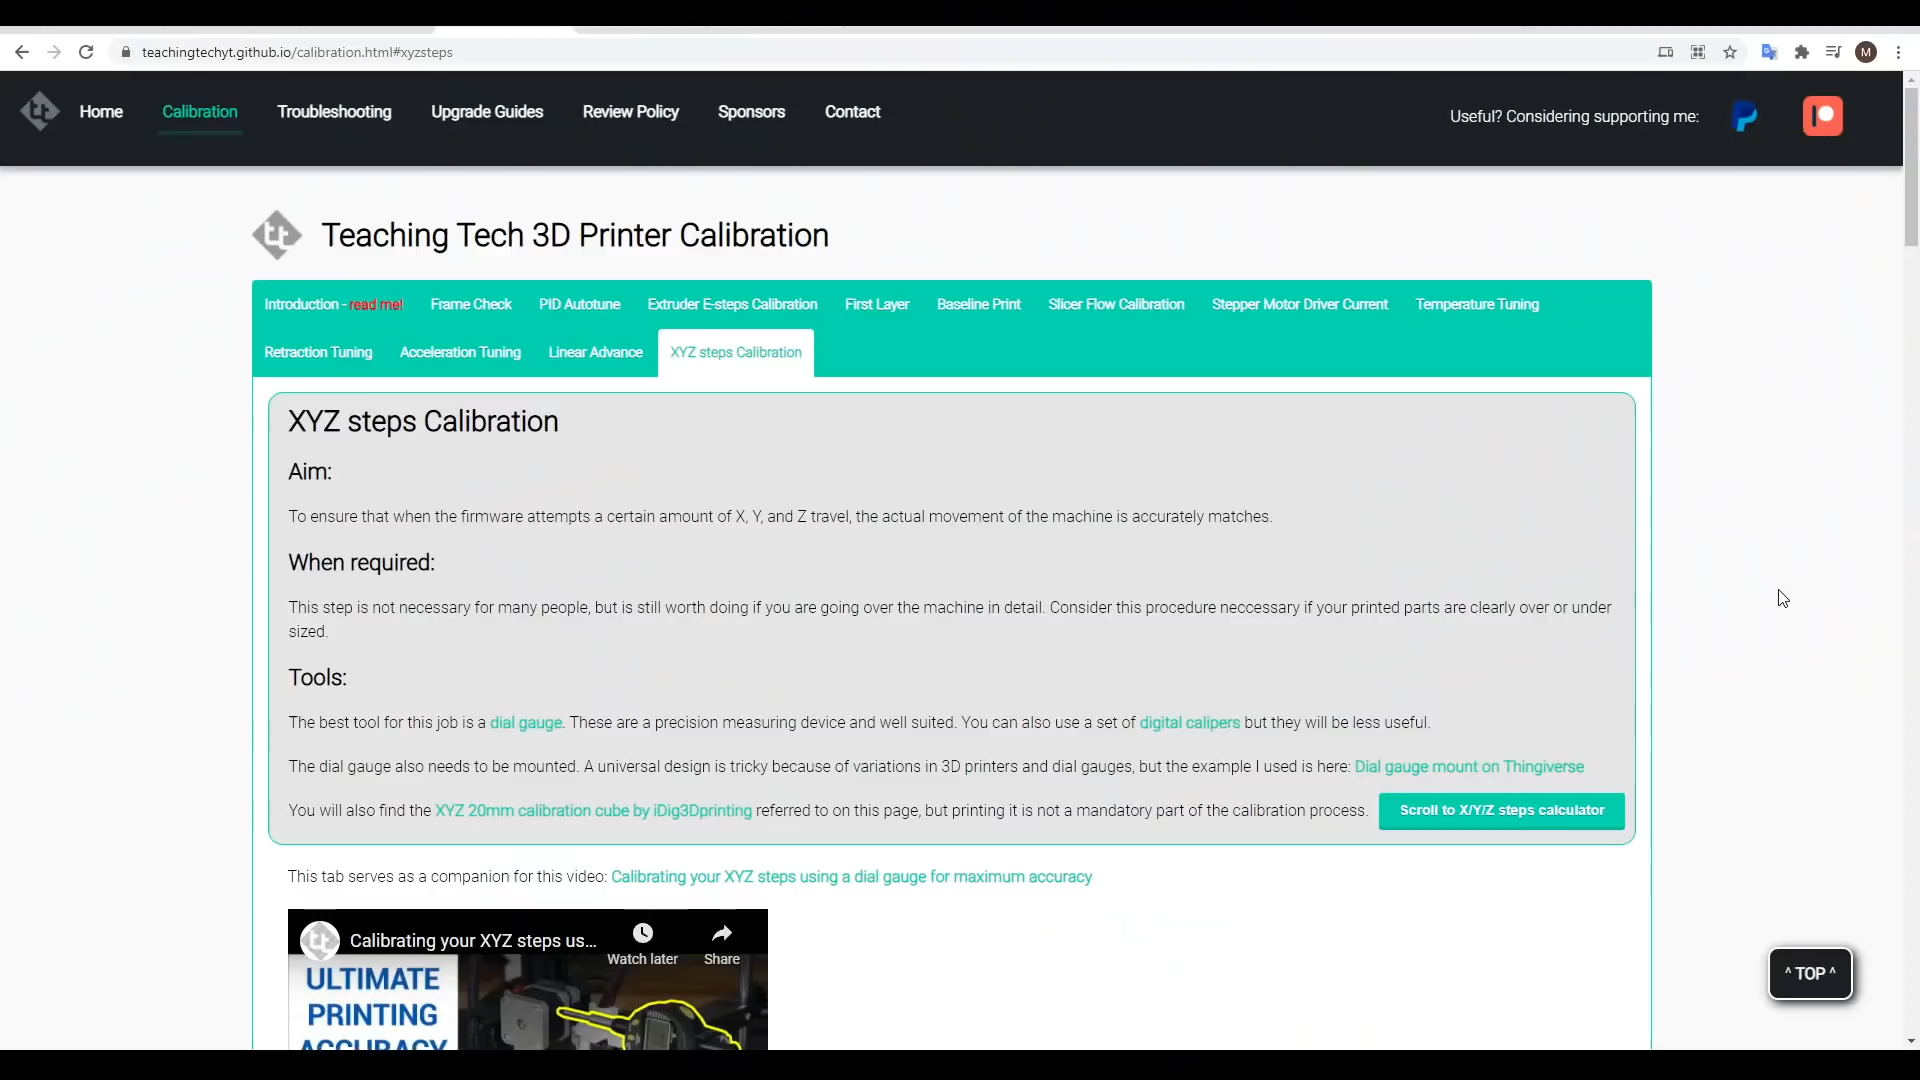 teachingtechyt.github.io/calibration.html#xyzsteps
M
Home Calibration Troubleshooting Upgrade Guides Review Policy Sponsors Contact Useful? Considering supporting me:
Teaching Tech 3D Printer Calibration
Introduction - read me! Frame Check PID Autotune Extruder E-steps Calibration First Layer Baseline Print Slicer Flow Calibration Stepper Motor Driver Current Temperature Tuning
Retraction Tuning Acceleration Tuning Linear Advance XYZ steps Calibration
XYZ steps Calibration
Aim:
To ensure that when the firmware attempts a certain amount of X, Y, and Z travel, the actual movement of the machine is accurately matches.
When required:
This step is not necessary for many people, but is still worth doing if you are going over the machine in detail. Consider this procedure neccessary if your printed parts are clearly over or under
sized.
Tools:
The best tool for this job is a dial gauge. These are a precision measuring device and well suited. You can also use a set of digital calipers but they will be less useful.
The dial gauge also needs to be mounted. A universal design is tricky because of variations in 3D printers and dial gauges, but the example I used is here: Dial gauge mount on Thingiverse
You will also find the XYZ 20mm calibration cube by iDig3Dprinting referred to on this page, but printing it is not a mandatory part of the calibration process. Scroll to X/Y/Z steps calculator
This tab serves as a companion for this video: Calibrating your XYZ steps using a dial gauge for maximum accuracy
Calibrating your XYZ steps us...
Watch later Share
ULTIMATE
PRINTING
ACCURACY
^ TOP ^